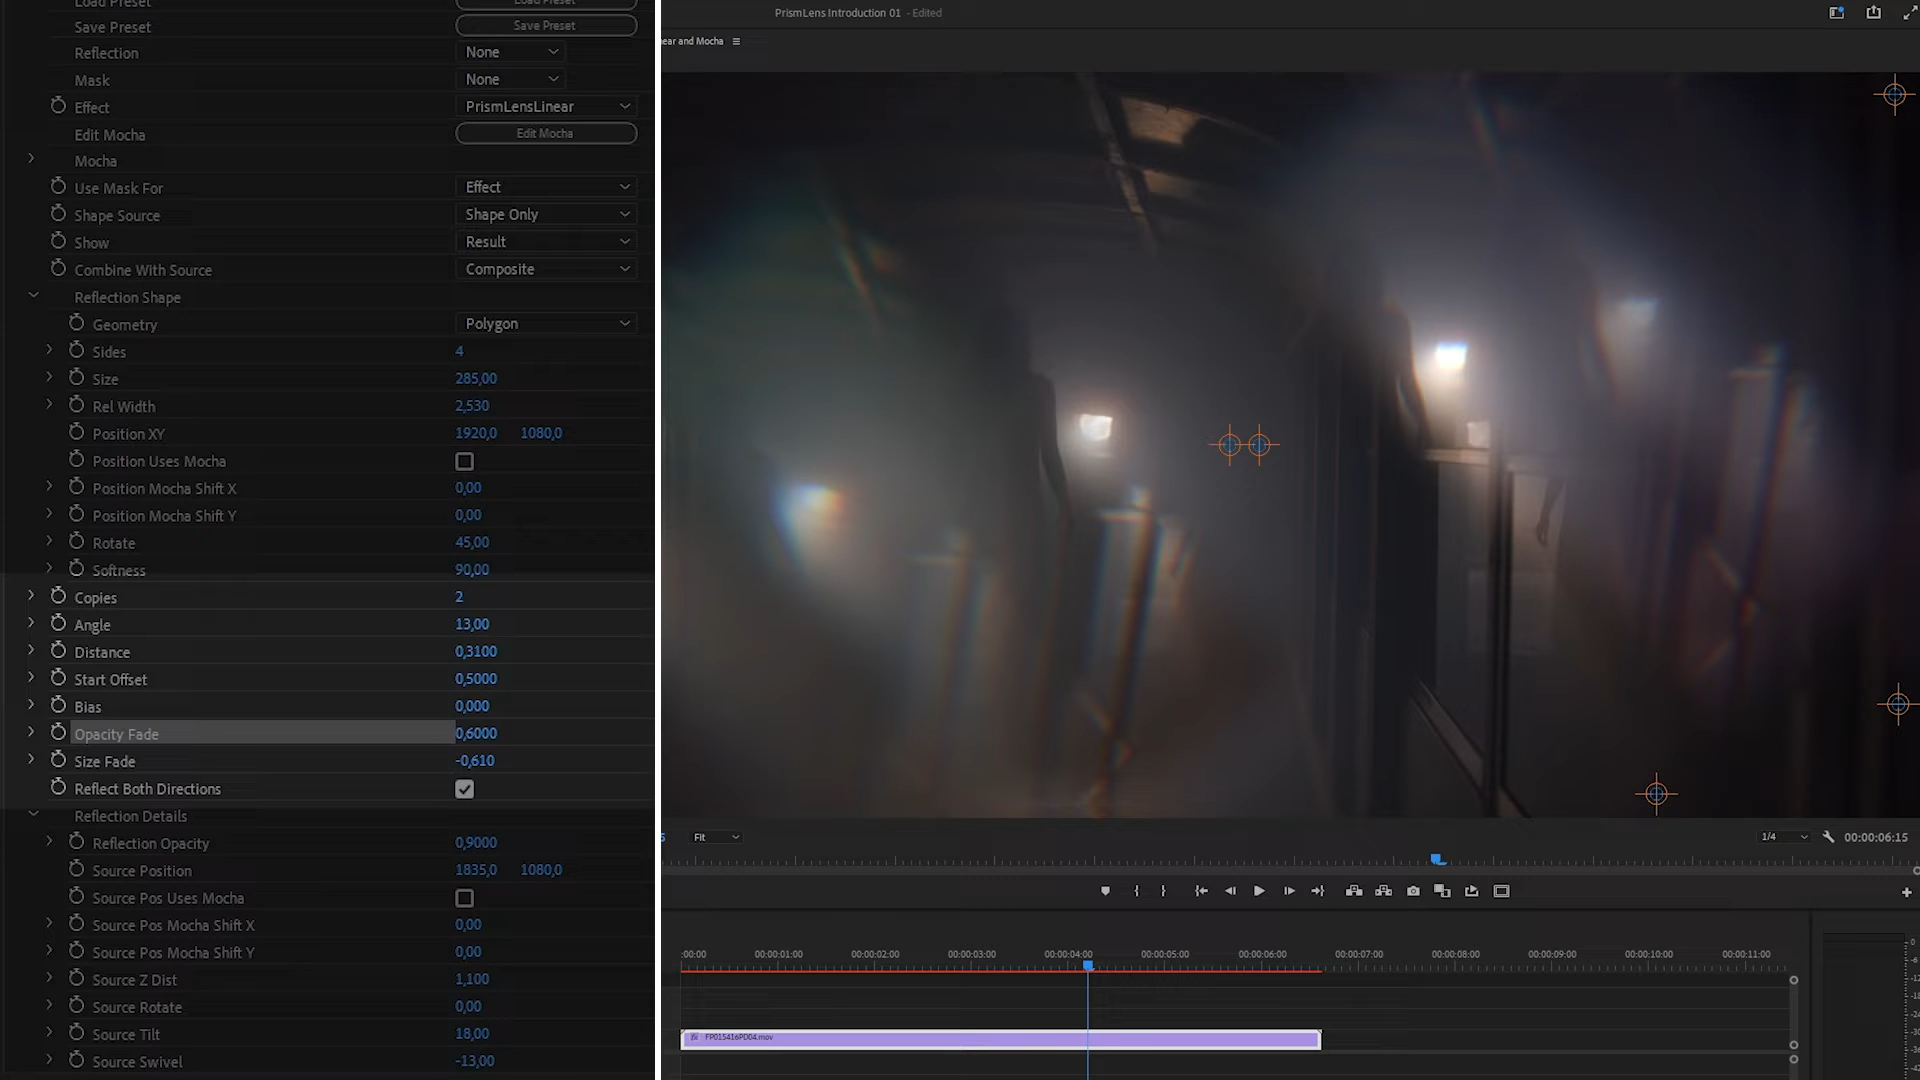 Load Preset Load Preset
Save Preset Save Preset
Reflection None
Mask None
Effect PrismLensLinear
Edit Mocha Edit Mocha
Mocha
Use Mask For Effect
Shape Source Shape Only
Show Result
Combine With Source Composite
Reflection Shape
Geometry Polygon
Sides 4
Size 285,00
Rel Width 2,530
Position XY 1920,0 1080,0
Position Uses Mocha
Position Mocha Shift X 0,00
Position Mocha Shift Y 0,00
Rotate 45,00
Softness 90,00
Copies 2
Angle 13,00
Distance 0,3100
Start Offset 0,5000
Bias 0,000
Opacity Fade 0,6000
Size Fade -0,610
Reflect Both Directions
Reflection Details
Reflection Opacity 0,9000
Source Position 1835,0 1080,0
Source Pos Uses Mocha
Source Pos Mocha Shift X 0,00
Source Pos Mocha Shift Y 0,00
Source Z Dist 1,100
Source Rotate 0,00
Source Tilt 18,00
Source Swivel -13,00
PrismLens Introduction 01 - Edited
near and Mocha
5 Fit 1/4 00:00:06:15
:00:00 00:00:01:00 00:00:02:00 00:00:03:00 00:00:04:00 00:00:05:00 00:00:06:00 00:00:07:00 00:00:08:00 00:00:09:00 00:00:10:00 00:00:11:00
fx FP015416PD04.mov